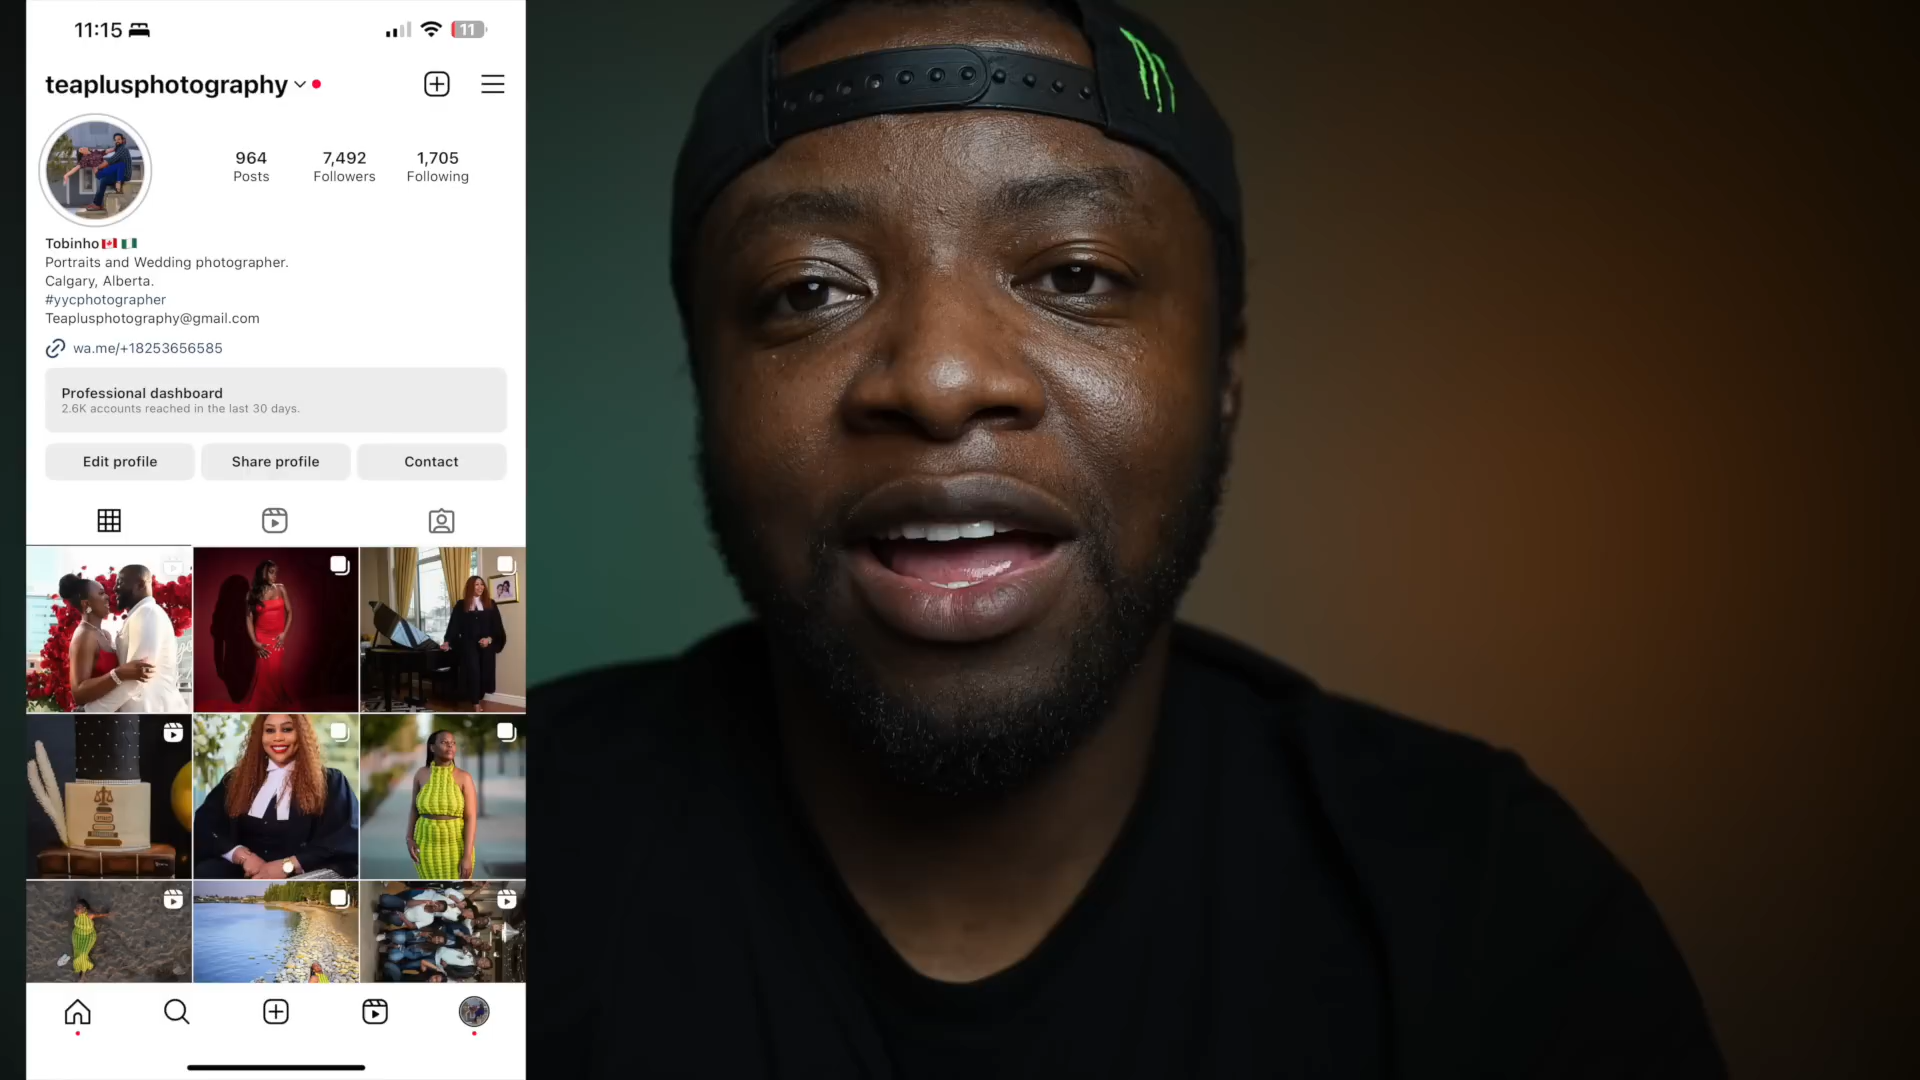 11:15
11
teaplusphotography
964
7,492
1,705
Posts
Followers
Following
Tobinho
Portraits and Wedding photographer.
Calgary, Alberta.
#yycphotographer
Teaplusphotography@gmail.com
wa.me/+18253656585
Professional dashboard
2.6K accounts reached in the last 30 days.
Edit profile
Share profile
Contact